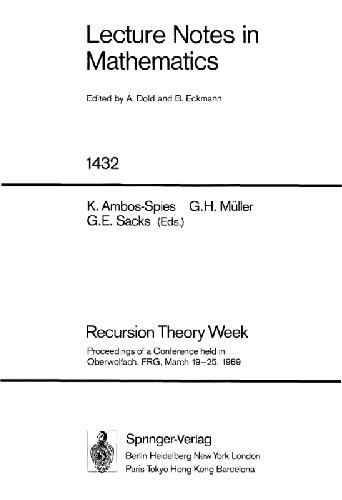 Lecture Notes in
Mathematics
Edited by A. Dold and B. Eckmann
1432
K. Ambos-Spies G.H. Müller
G.E. Sacks (Eds.)
Recursion Theory Week
Proceedings of a Conference held in
Oberwolfach, FRG, March 19–25, 1989
Springer-Verlag
Berlin Heidelberg New York London
Paris Tokyo Hong Kong Barcelona